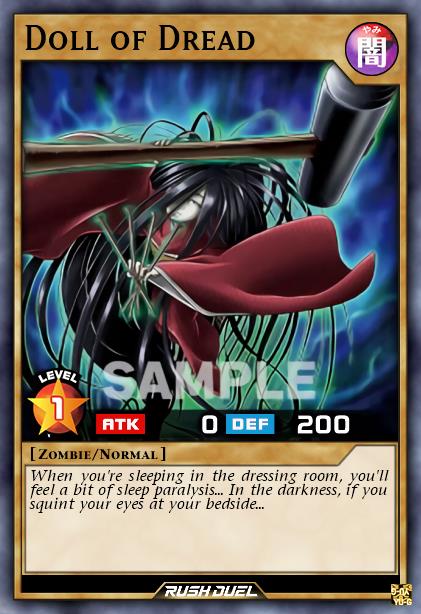 Doll of Dread
やみ
闇
SAMPLE
LEVEL
1
ATK 0 DEF 200
[Zombie/Normal]
When you're sleeping in the dressing room, you'll
feel a bit of sleep paralysis... In the darkness, if you
squint your eyes at your bedside...
RUSH DUEL